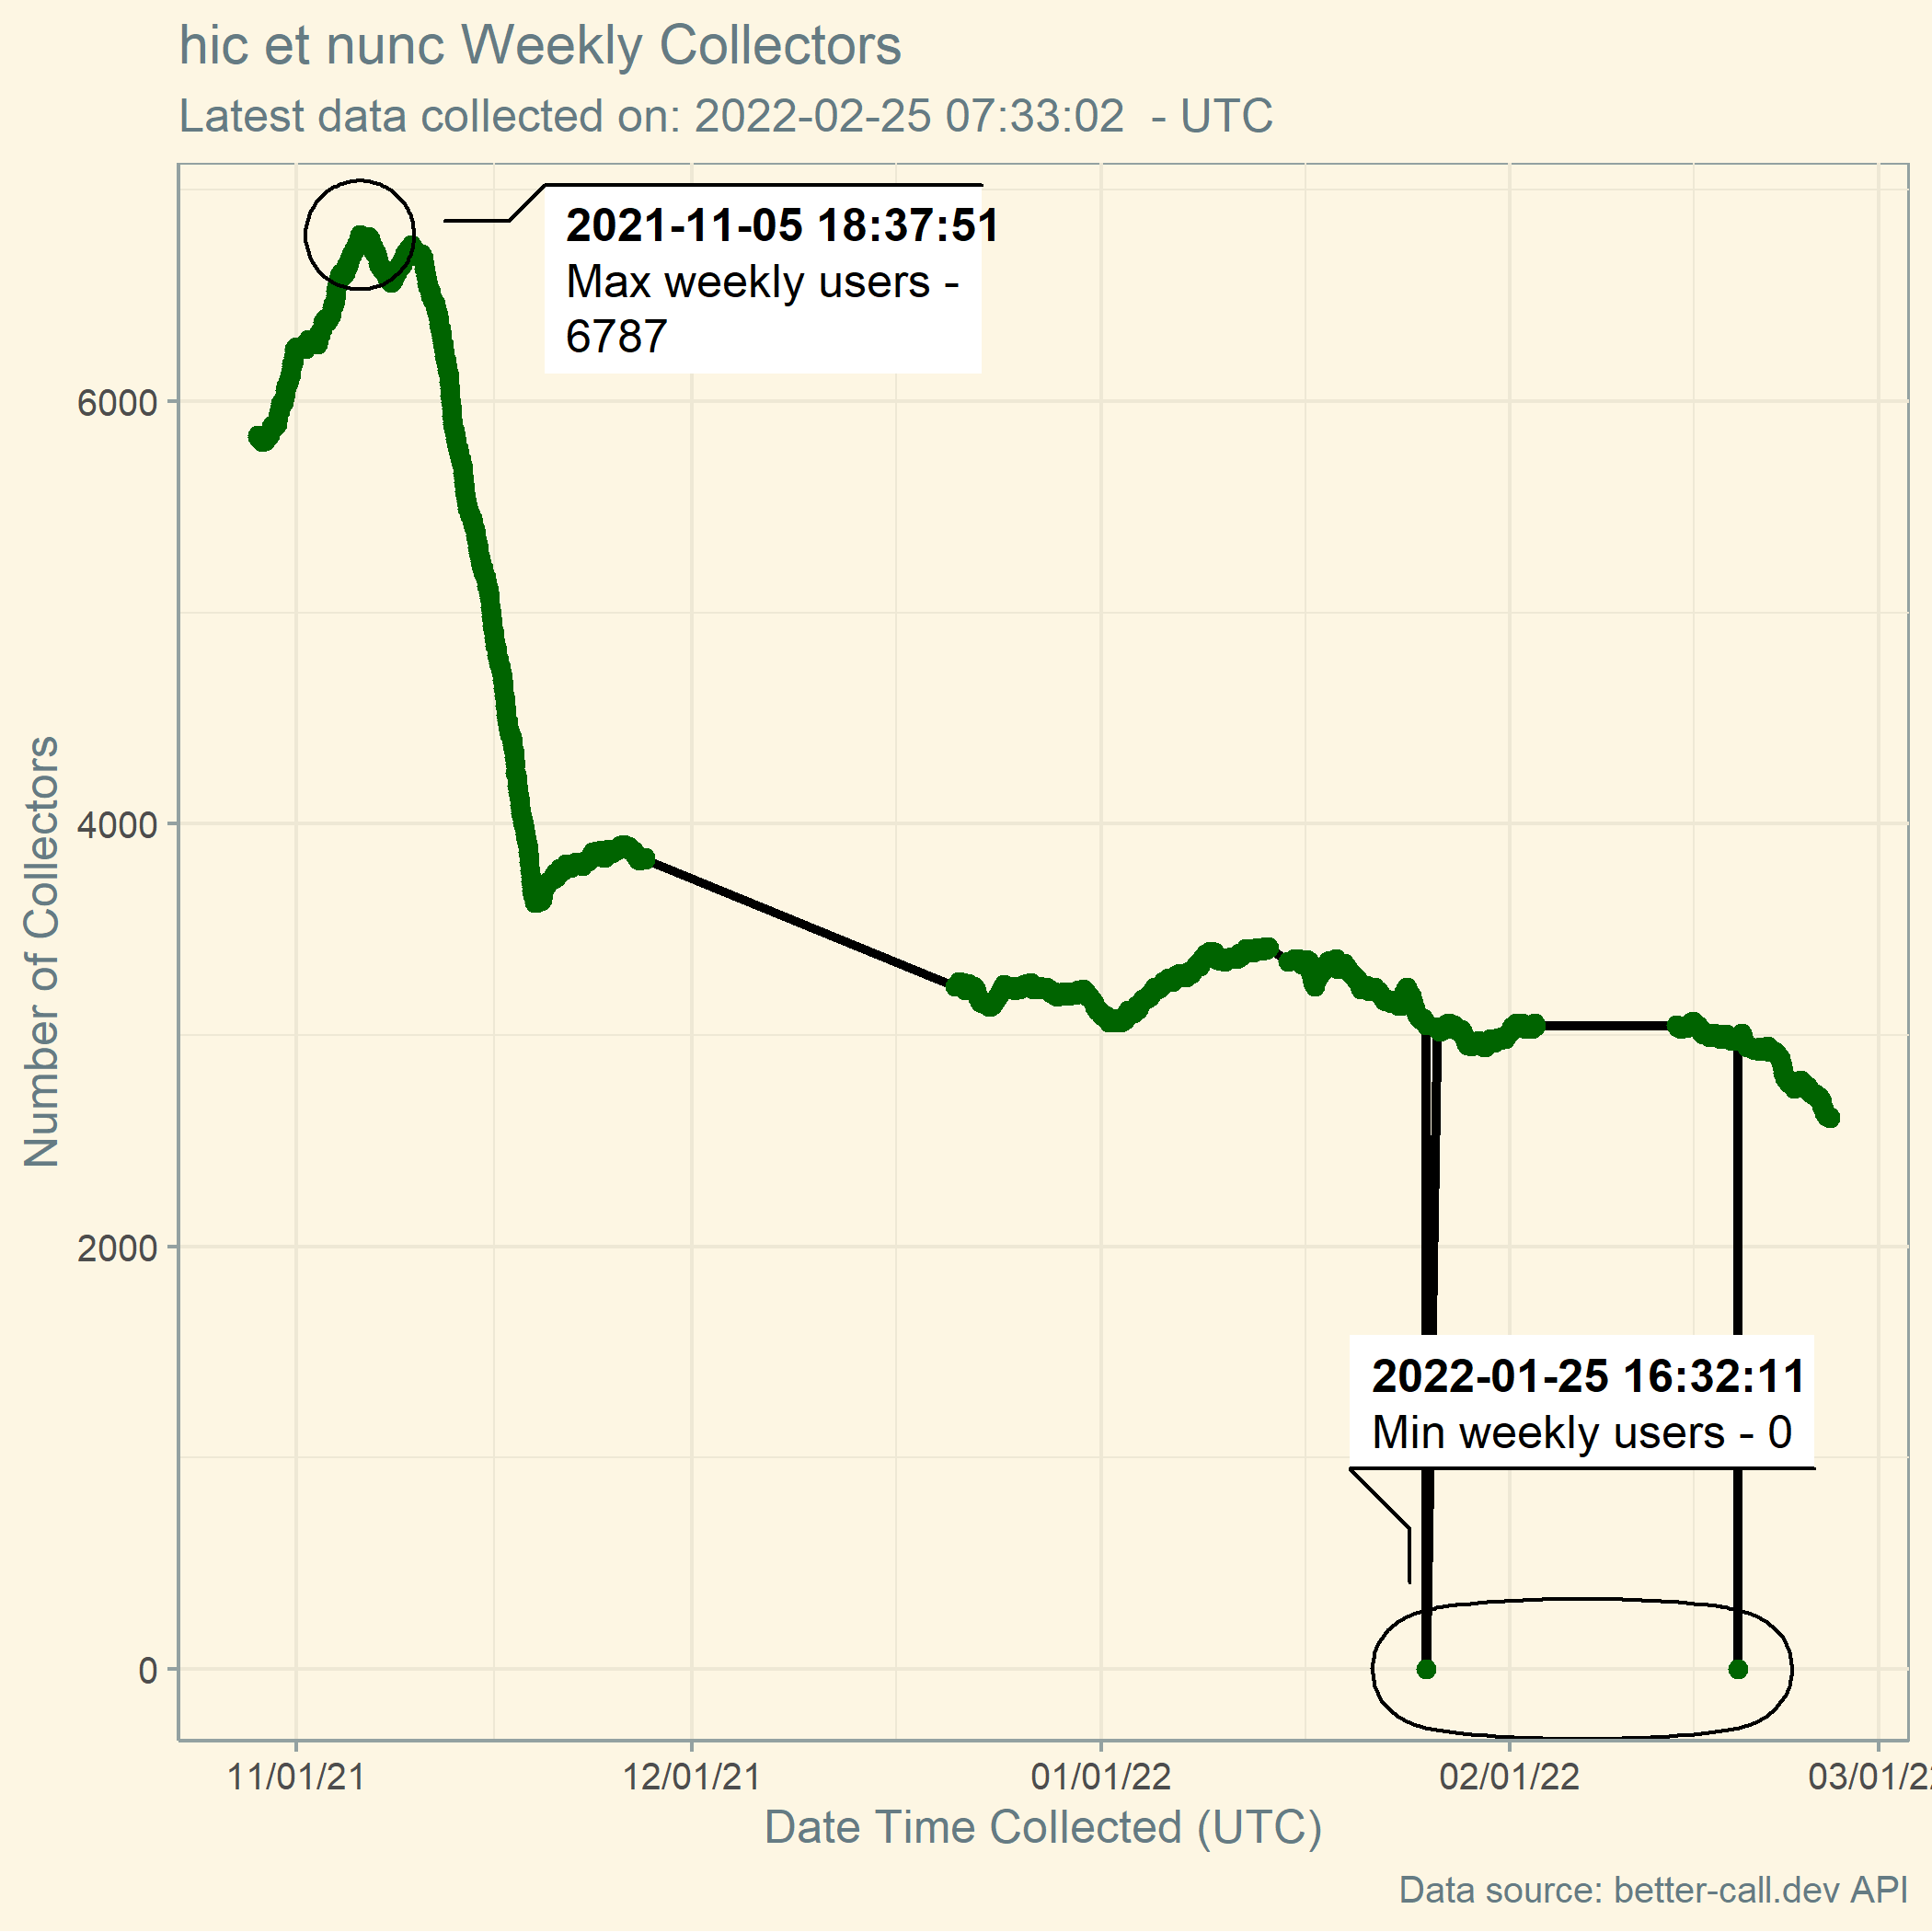 hic et nunc Weekly Collectors
Latest data collected on: 2022-02-25 07:33:02  - UTC
2021-11-05 18:37:51
Max weekly users -
6787
6000
4000
2000
0
Number of Collectors
2022-01-25 16:32:11
Min weekly users - 0
11/01/21
12/01/21
01/01/22
02/01/22
03/01/2
Date Time Collected (UTC)
Data source: better-call.dev API